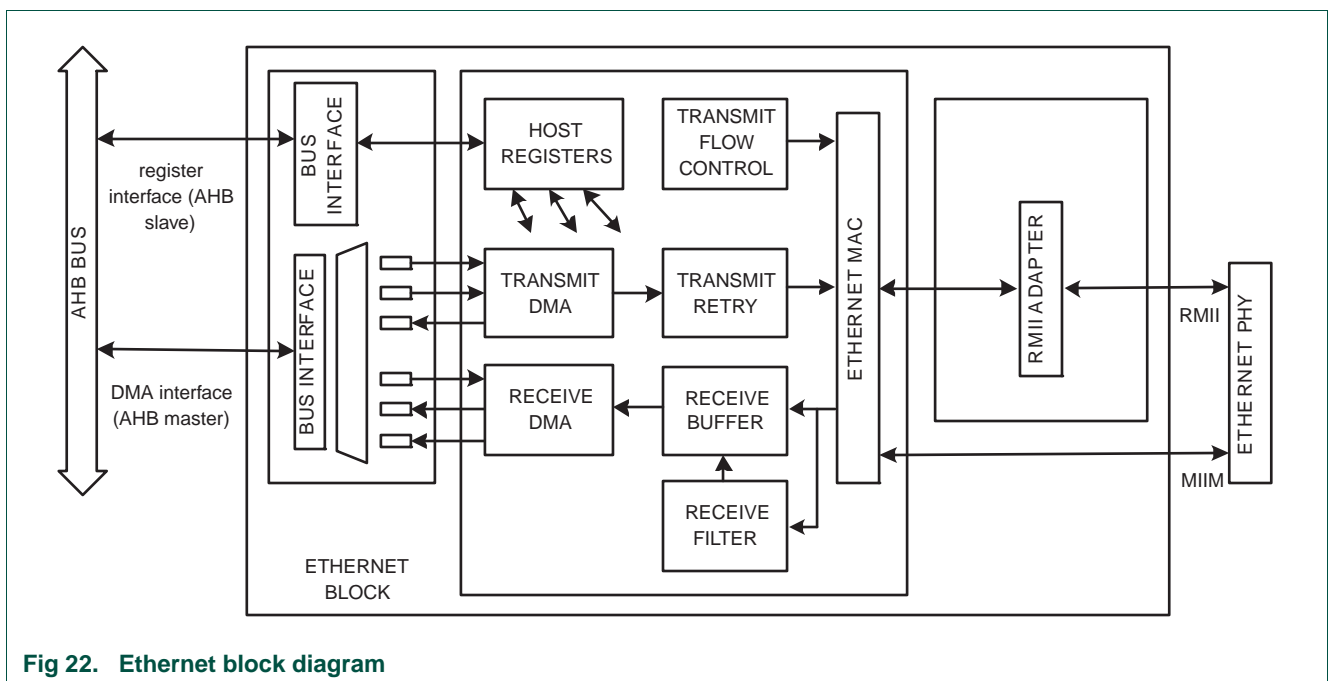 AHB BUS
register
interface (AHB
slave)
DMA interface
(AHB master)
BUS
INTERFACE
BUS INTERFACE
HOST
REGISTERS
TRANSMIT
FLOW
CONTROL
TRANSMIT
DMA
TRANSMIT
RETRY
RECEIVE
DMA
RECEIVE
BUFFER
RECEIVE
FILTER
ETHERNET MAC
RMII ADAPTER
RMII
MIIM
ETHERNET PHY
ETHERNET
BLOCK
Fig 22. Ethernet block diagram